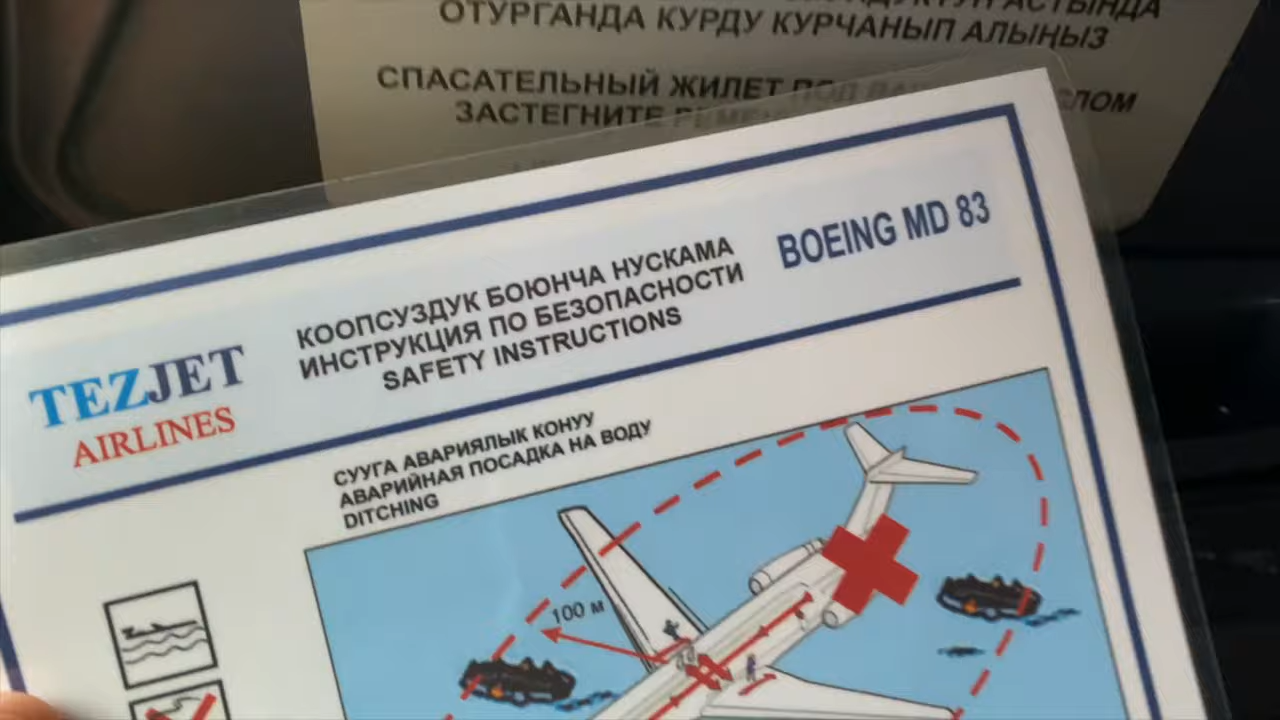 ОТУРГАНДА КУРДУ КУРЧАНЫП АЛЫҢЫЗ
СПАСАТЕЛЬНЫЙ ЖИЛЕТ ПОД
ЗАСТЕГНИТЕ
BOEING MD 83
КООПСУЗДУК БОЮНЧА НУСКАМА
ИНСТРУКЦИЯ ПО БЕЗОПАСНОСТИ
SAFETY INSTRUCTIONS
TEZJET
AIRLINES
СУУГА АВАРИЯЛЫК КОНУУ
АВАРИЙНАЯ ПОСАДКА НА ВОДУ
DITCHING
100 м